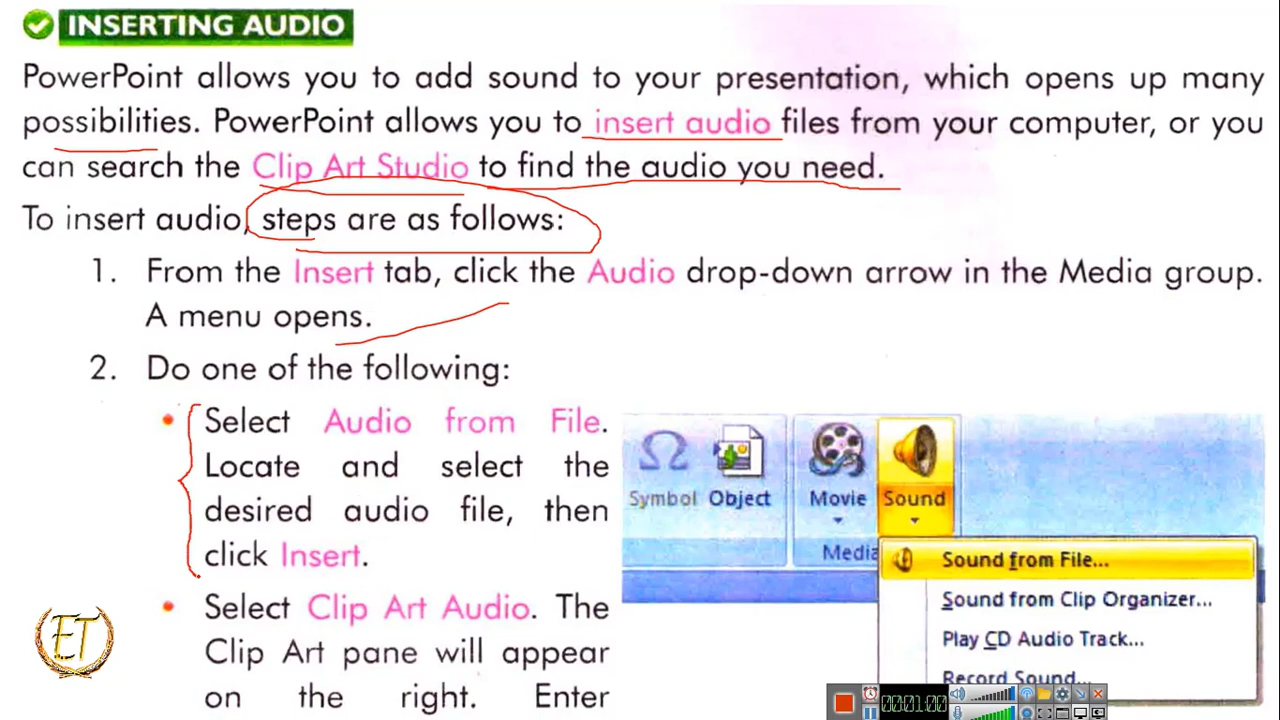 INSERTING AUDIO
PowerPoint allows you to add sound to your presentation, which opens up many
possibilities. PowerPoint allows you to insert audio files from your computer, or you
can search the Clip Art Studio to find the audio you need.
To insert audio, steps are as follows:
1. From the Insert tab, click the Audio drop-down arrow in the Media group.
A menu opens.
2. Do one of the following:
• Select Audio from File.
Locate and select the
desired audio file, then
click Insert.
• Select Clip Art Audio. The
Clip Art pane will appear
on the right. Enter
Symbol Object Movie Sound
Media
Sound from File...
Sound from Clip Organizer...
Play CD Audio Track...
Record Sound...
ET
00:01:00